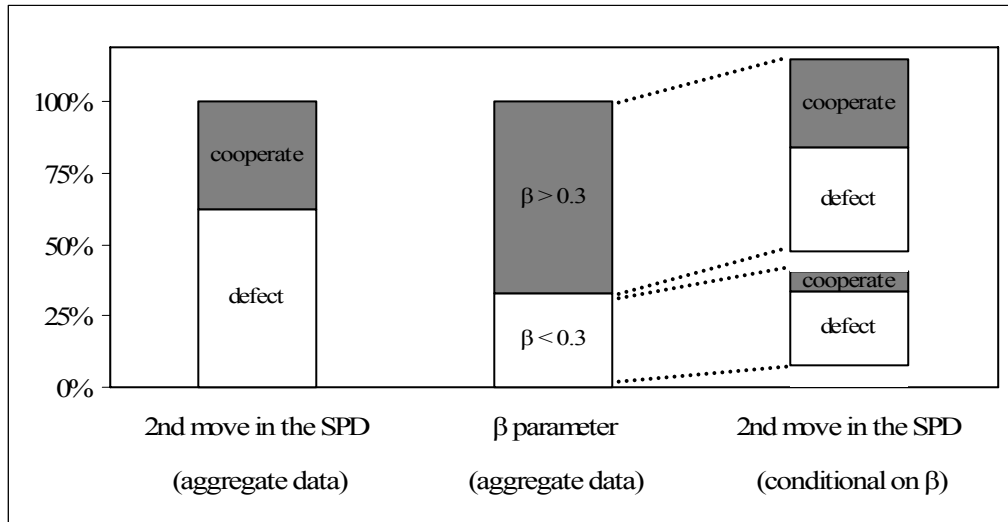 100%
75%
50%
25%
0%
cooperate
defect
β > 0.3
β < 0.3
cooperate
defect
cooperate
defect
2nd move in the SPD
(aggregate data)
β parameter
(aggregate data)
2nd move in the SPD
(conditional on β)